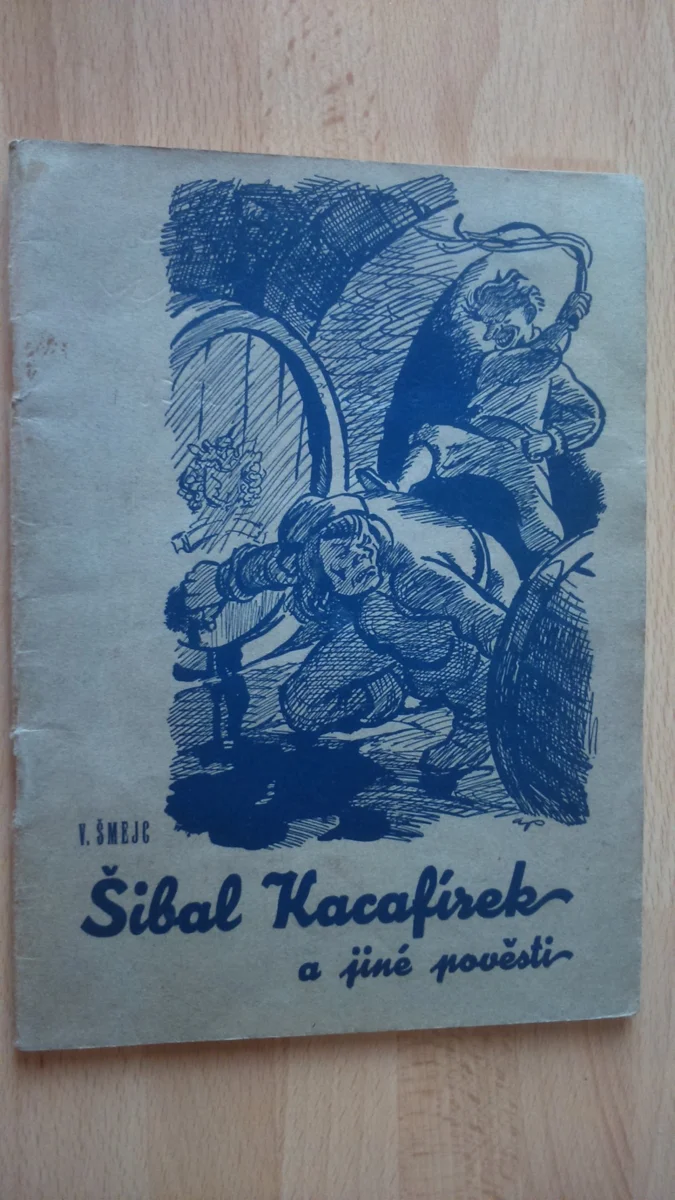 V. ŠMEJC
Šibal Kacafírek
a jiné pověsti